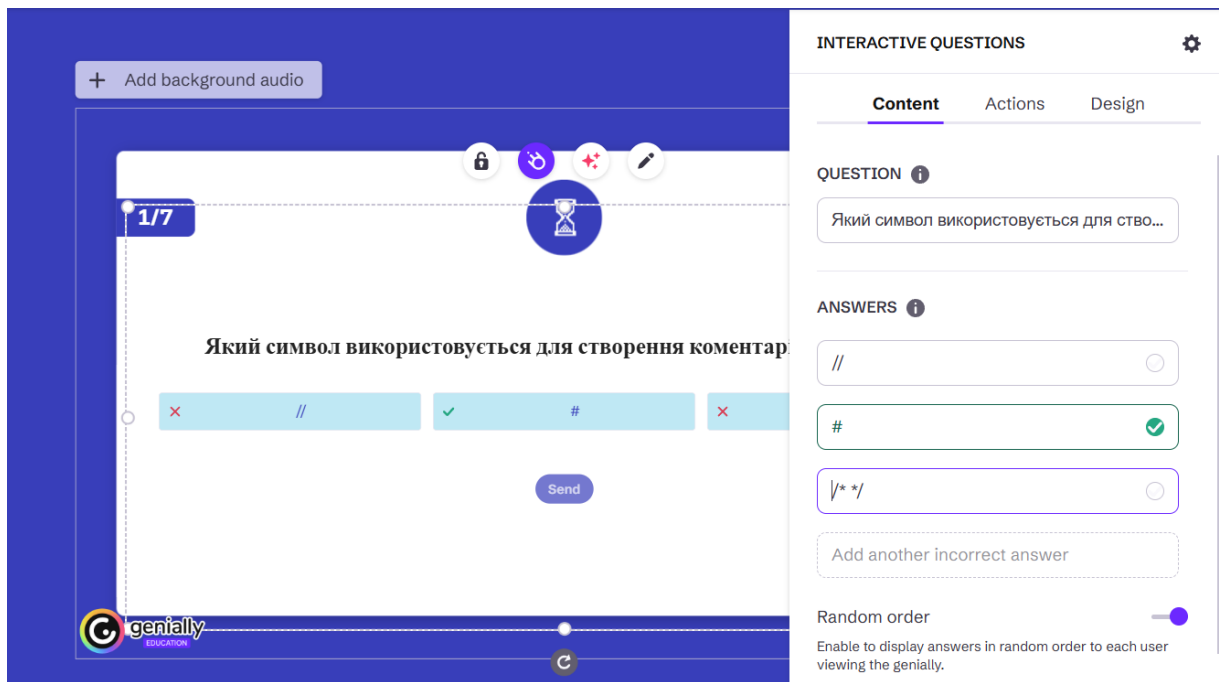 Add background audio
1/7
Який символ використовується для створення коментарі
//
#
Send
genially
EDUCATION
INTERACTIVE QUESTIONS
Content
Actions
Design
QUESTION
Який символ використовується для ство...
ANSWERS
//
#
/* */
Add another incorrect answer
Random order
Enable to display answers in random order to each user
viewing the genially.